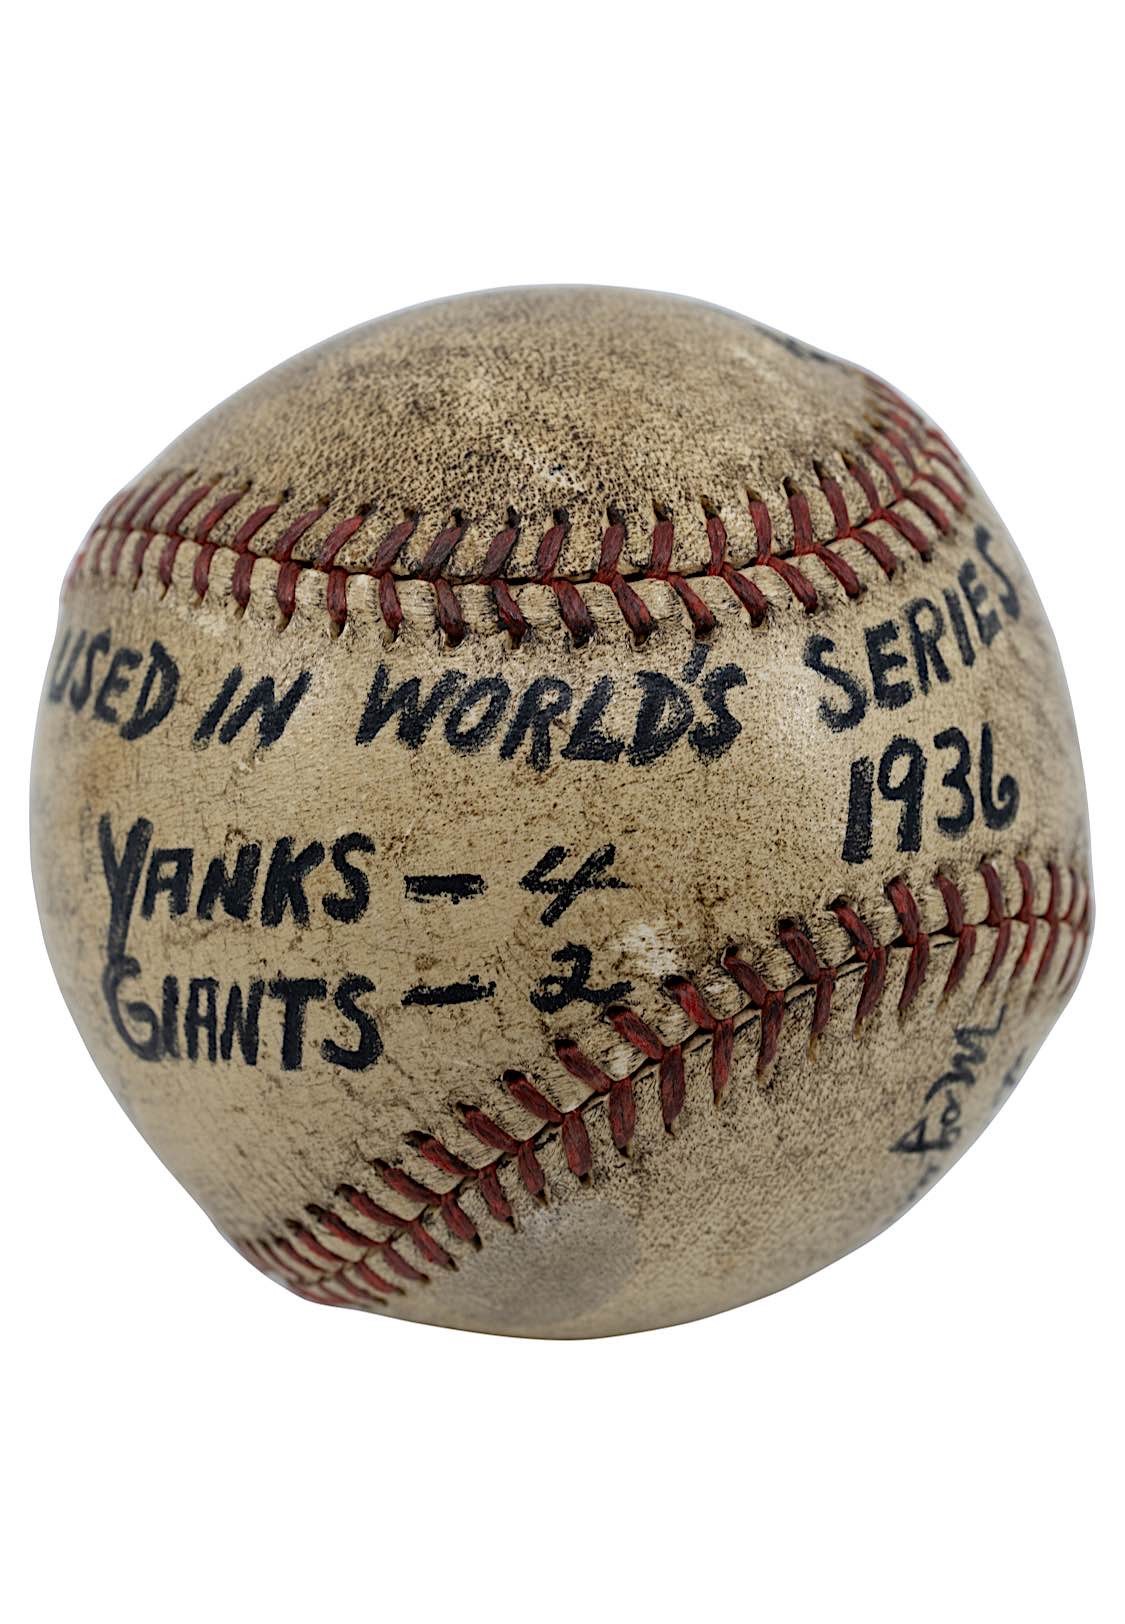 USED IN WORLD'S SERIES
1936
YANKS - 4
GIANTS - 2